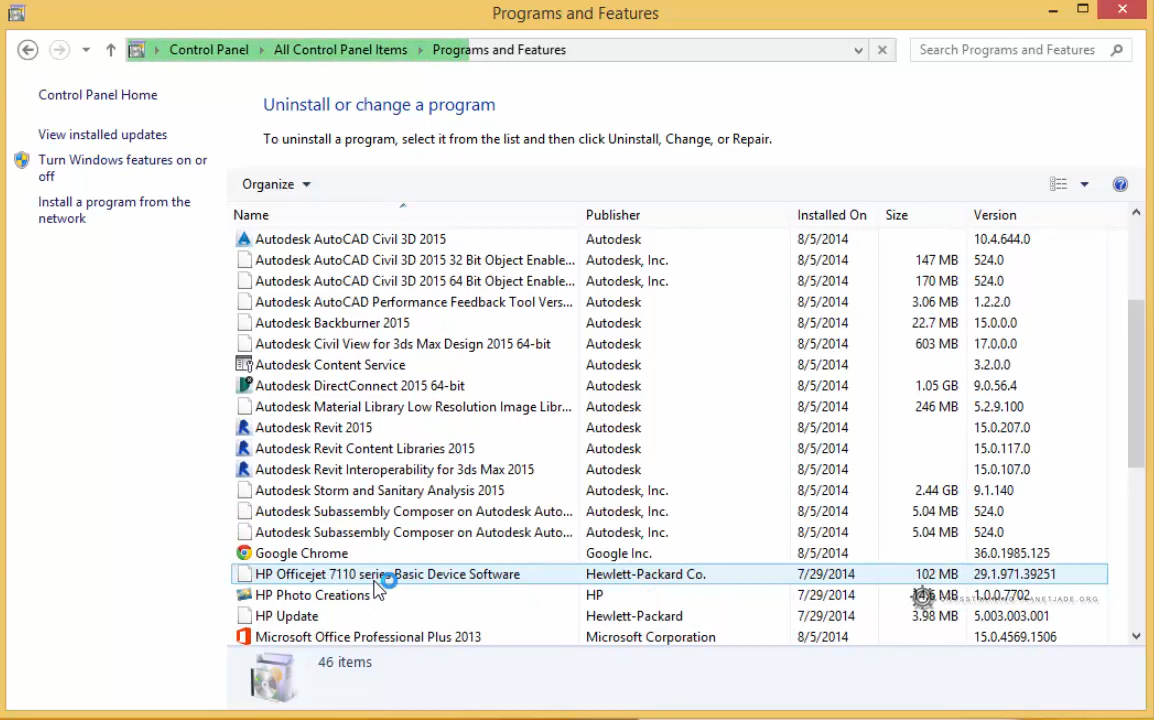 Programs and Features
Control Panel All Control Panel Items Programs and Features Search Programs and Features
Control Panel Home
View installed updates
Turn Windows features on or
off
Install a program from the
network
Uninstall or change a program
To uninstall a program, select it from the list and then click Uninstall, Change, or Repair.
Organize
Name Publisher Installed On Size Version
Autodesk AutoCAD Civil 3D 2015 Autodesk 8/5/2014 10.4.644.0
Autodesk AutoCAD Civil 3D 2015 32 Bit Object Enable... Autodesk, Inc. 8/5/2014 147 MB 524.0
Autodesk AutoCAD Civil 3D 2015 64 Bit Object Enable... Autodesk, Inc. 8/5/2014 170 MB 524.0
Autodesk AutoCAD Performance Feedback Tool Vers... Autodesk 8/5/2014 3.06 MB 1.2.2.0
Autodesk Backburner 2015 Autodesk 8/5/2014 22.7 MB 15.0.0.0
Autodesk Civil View for 3ds Max Design 2015 64-bit Autodesk 8/5/2014 603 MB 17.0.0.0
Autodesk Content Service Autodesk 8/5/2014 3.2.0.0
Autodesk DirectConnect 2015 64-bit Autodesk 8/5/2014 1.05 GB 9.0.56.4
Autodesk Material Library Low Resolution Image Libr... Autodesk 8/5/2014 246 MB 5.2.9.100
Autodesk Revit 2015 Autodesk 8/5/2014 15.0.207.0
Autodesk Revit Content Libraries 2015 Autodesk 8/5/2014 15.0.117.0
Autodesk Revit Interoperability for 3ds Max 2015 Autodesk 8/5/2014 15.0.107.0
Autodesk Storm and Sanitary Analysis 2015 Autodesk, Inc. 8/5/2014 2.44 GB 9.1.140
Autodesk Subassembly Composer on Autodesk Auto... Autodesk, Inc. 8/5/2014 5.04 MB 524.0
Autodesk Subassembly Composer on Autodesk Auto... Autodesk, Inc. 8/5/2014 5.04 MB 524.0
Google Chrome Google Inc. 8/5/2014 36.0.1985.125
HP Officejet 7110 series Basic Device Software Hewlett-Packard Co. 7/29/2014 102 MB 29.1.971.39251
HP Photo Creations HP 7/29/2014 MB 1.0.0.7702
HP Update Hewlett-Packard 7/29/2014 3.98 MB 5.003.003.001
Microsoft Office Professional Plus 2013 Microsoft Corporation 8/5/2014 15.0.4569.1506
46 items